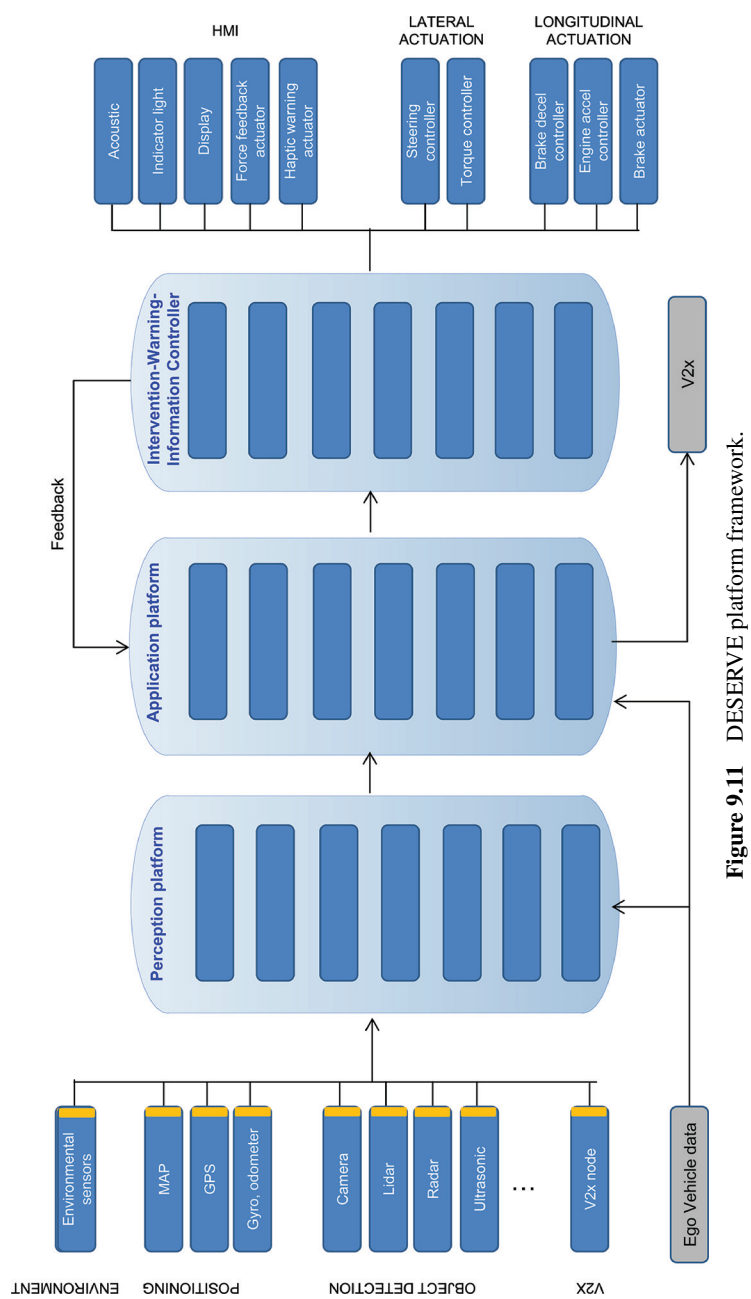 ENVIRONMENT
Environmental
sensors
POSITIONING
MAP
GPS
Gyro, odometer
OBJECT DETECTION
Camera
Lidar
Radar
Ultrasonic
...
V2X
V2x node
Ego Vehicle data
Perception platform
Application platform
Feedback
Intervention-Warning-
Information Controller
V2x
HMI
Acoustic
Indicator light
Display
Force feedback
actuator
Haptic warning
actuator
LATERAL
ACTUATION
Steering
controller
Torque controller
LONGITUDINAL
ACTUATION
Brake decel
controller
Engine accel
controller
Brake actuator
Figure 9.11 DESERVE platform framework.